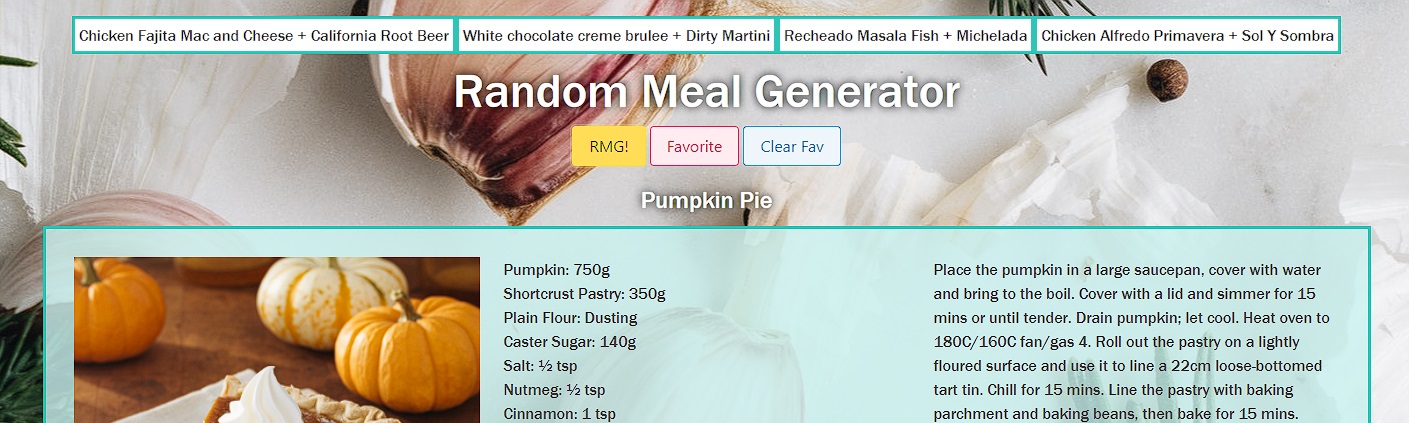 Chicken Fajita Mac and Cheese + California Root Beer
White chocolate creme brulee + Dirty Martini
Recheado Masala Fish + Michelada
Chicken Alfredo Primavera + Sol Y Sombra
Random Meal Generator
RMG!
Favorite
Clear Fav
Pumpkin Pie
Pumpkin: 750g
Shortcrust Pastry: 350g
Plain Flour: Dusting
Caster Sugar: 140g
Salt: ½ tsp
Nutmeg: ½ tsp
Cinnamon: 1 tsp
Place the pumpkin in a large saucepan, cover with water
and bring to the boil. Cover with a lid and simmer for 15
mins or until tender. Drain pumpkin; let cool. Heat oven to
180C/160C fan/gas 4. Roll out the pastry on a lightly
floured surface and use it to line a 22cm loose-bottomed
tart tin. Chill for 15 mins. Line the pastry with baking
parchment and baking beans, then bake for 15 mins.